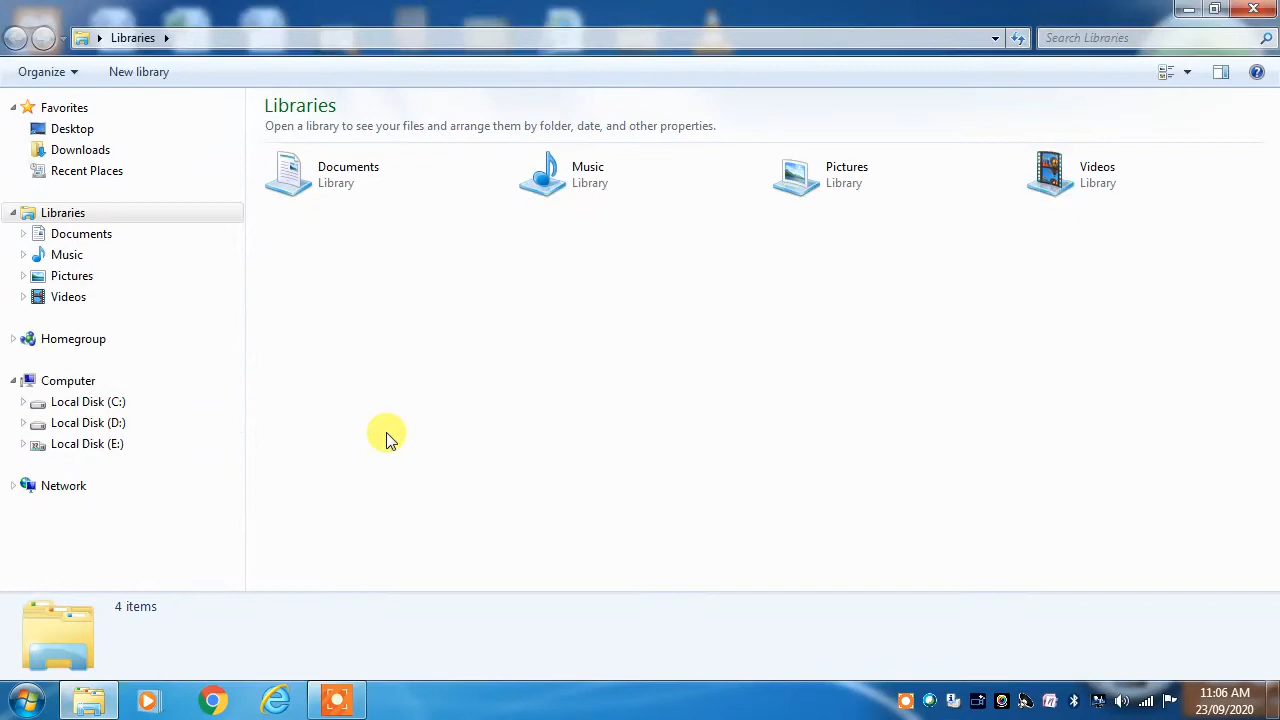 Libraries
Search Libraries
Organize
New library
Favorites
Desktop
Downloads
Recent Places
Libraries
Documents
Music
Pictures
Videos
Homegroup
Computer
Local Disk (C:)
Local Disk (D:)
Local Disk (E:)
Network
Libraries
Open a library to see your files and arrange them by folder, date, and other properties.
Documents
Library
Music
Library
Pictures
Library
Videos
Library
4 items
11:06 AM
23/09/2020